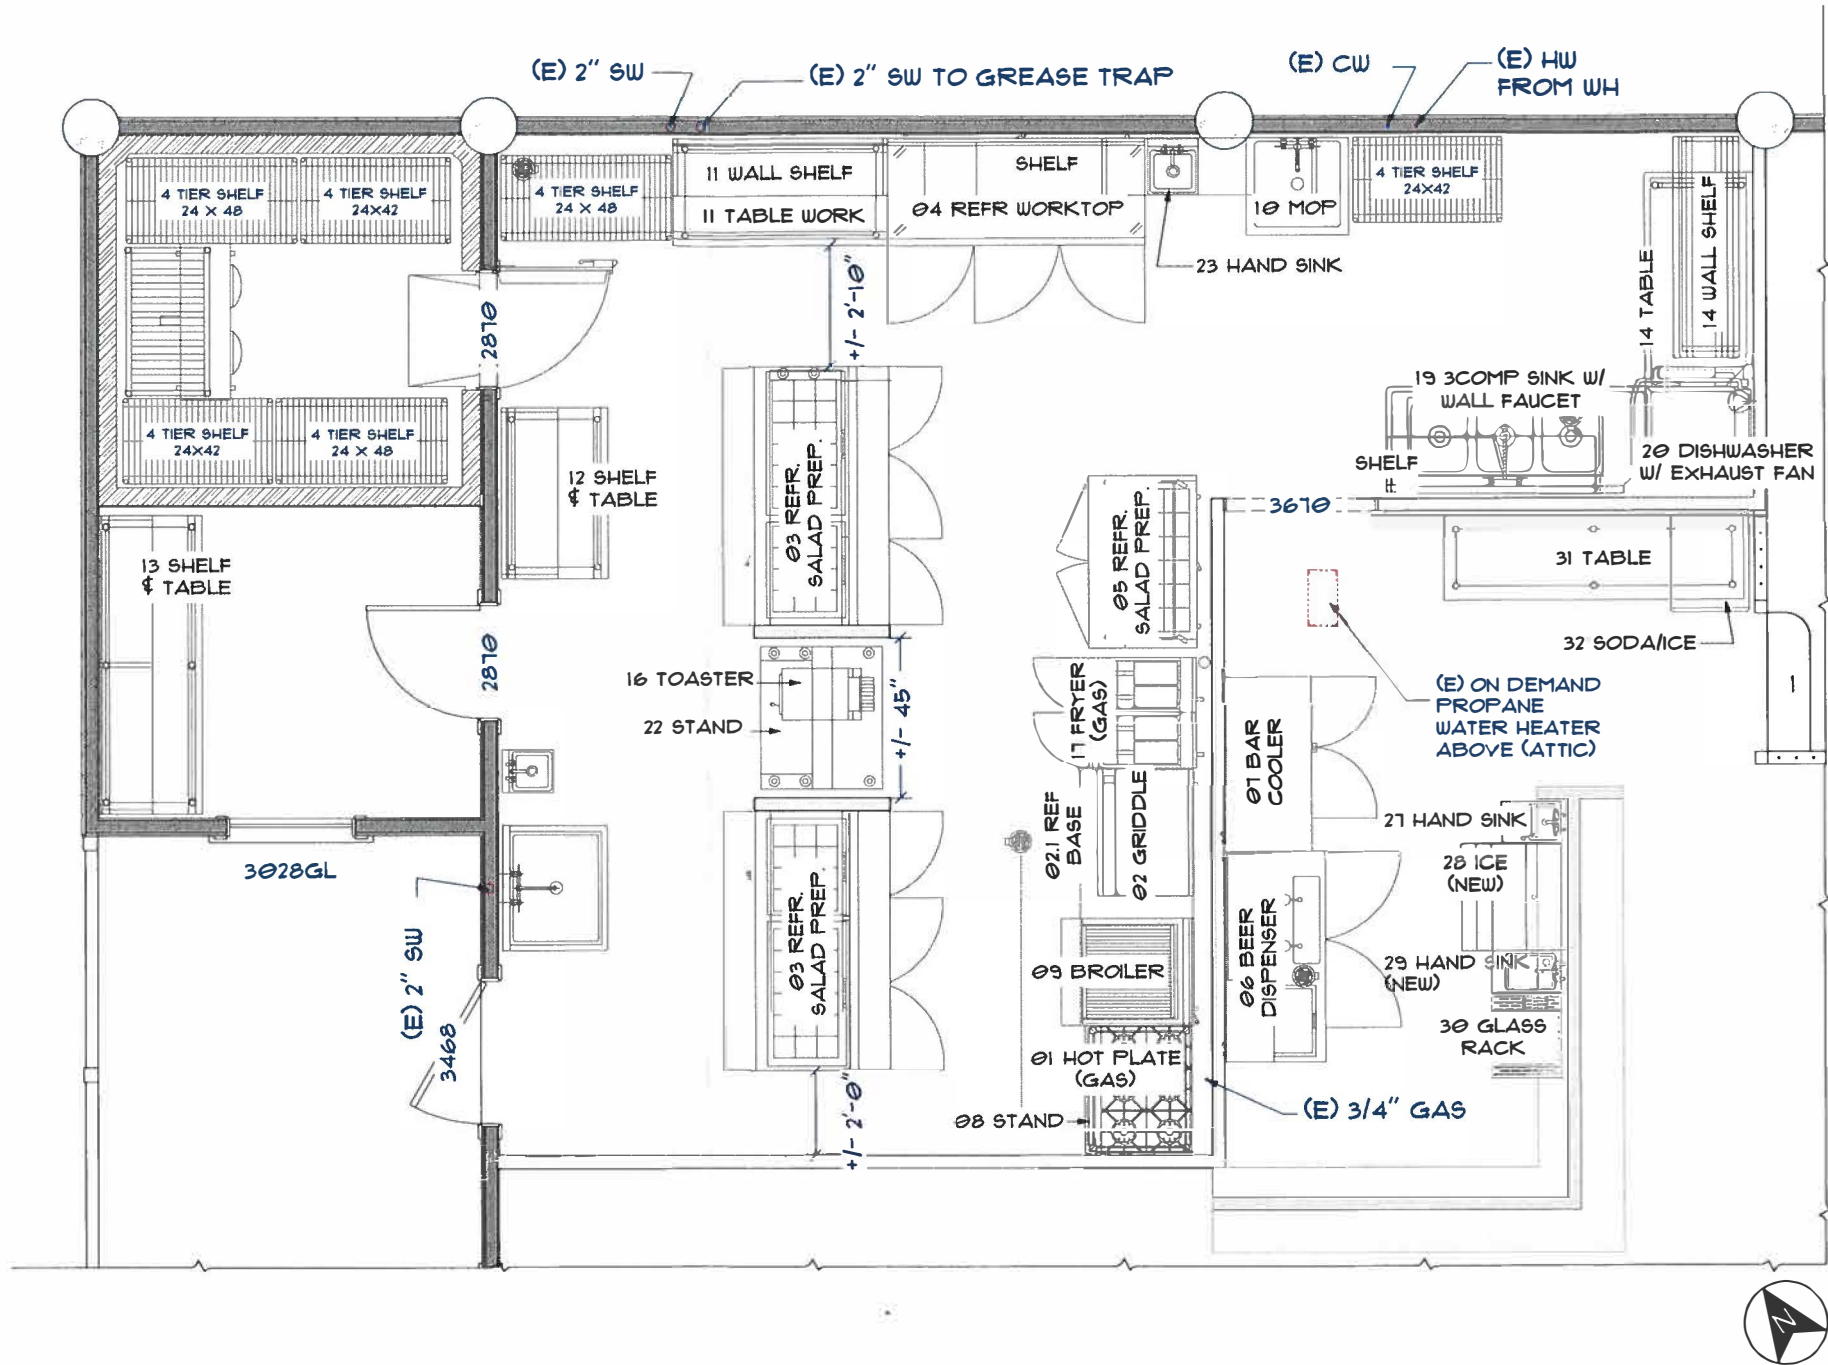 (E) 2" SW
(E) 2" SW TO GREASE TRAP
(E) CW
(E) HW
FROM WH
4 TIER SHELF
24 X 48
4 TIER SHELF
24X42
4 TIER SHELF
24 X 48
11 WALL SHELF
11 TABLE WORK
SHELF
04 REFR WORKTOP
10 MOP
4 TIER SHELF
24X42
23 HAND SINK
14 TABLE
14 WALL SHELF
2870
+/- 2'-10"
4 TIER SHELF
24X42
4 TIER SHELF
24 X 48
12 SHELF
& TABLE
03 REFR.
SALAD PREP.
19 3COMP SINK W/
WALL FAUCET
SHELF
20 DISHWASHER
W/ EXHAUST FAN
13 SHELF
& TABLE
05 REFR.
SALAD PREP.
3670
31 TABLE
32 SODA/ICE
2870
16 TOASTER
22 STAND
+/- 45"
17 FRYER
(GAS)
07 BAR
COOLER
(E) ON DEMAND
PROPANE
WATER HEATER
ABOVE (ATTIC)
1
02.1 REF
BASE
02 GRIDDLE
27 HAND SINK
28 ICE
(NEW)
3028GL
(E) 2" SW
3468
03 REFR.
SALAD PREP.
09 BROILER
06 BEER
DISPENSER
29 HAND SINK
(NEW)
30 GLASS
RACK
01 HOT PLATE
(GAS)
08 STAND
+/- 2'-0"
(E) 3/4" GAS
N